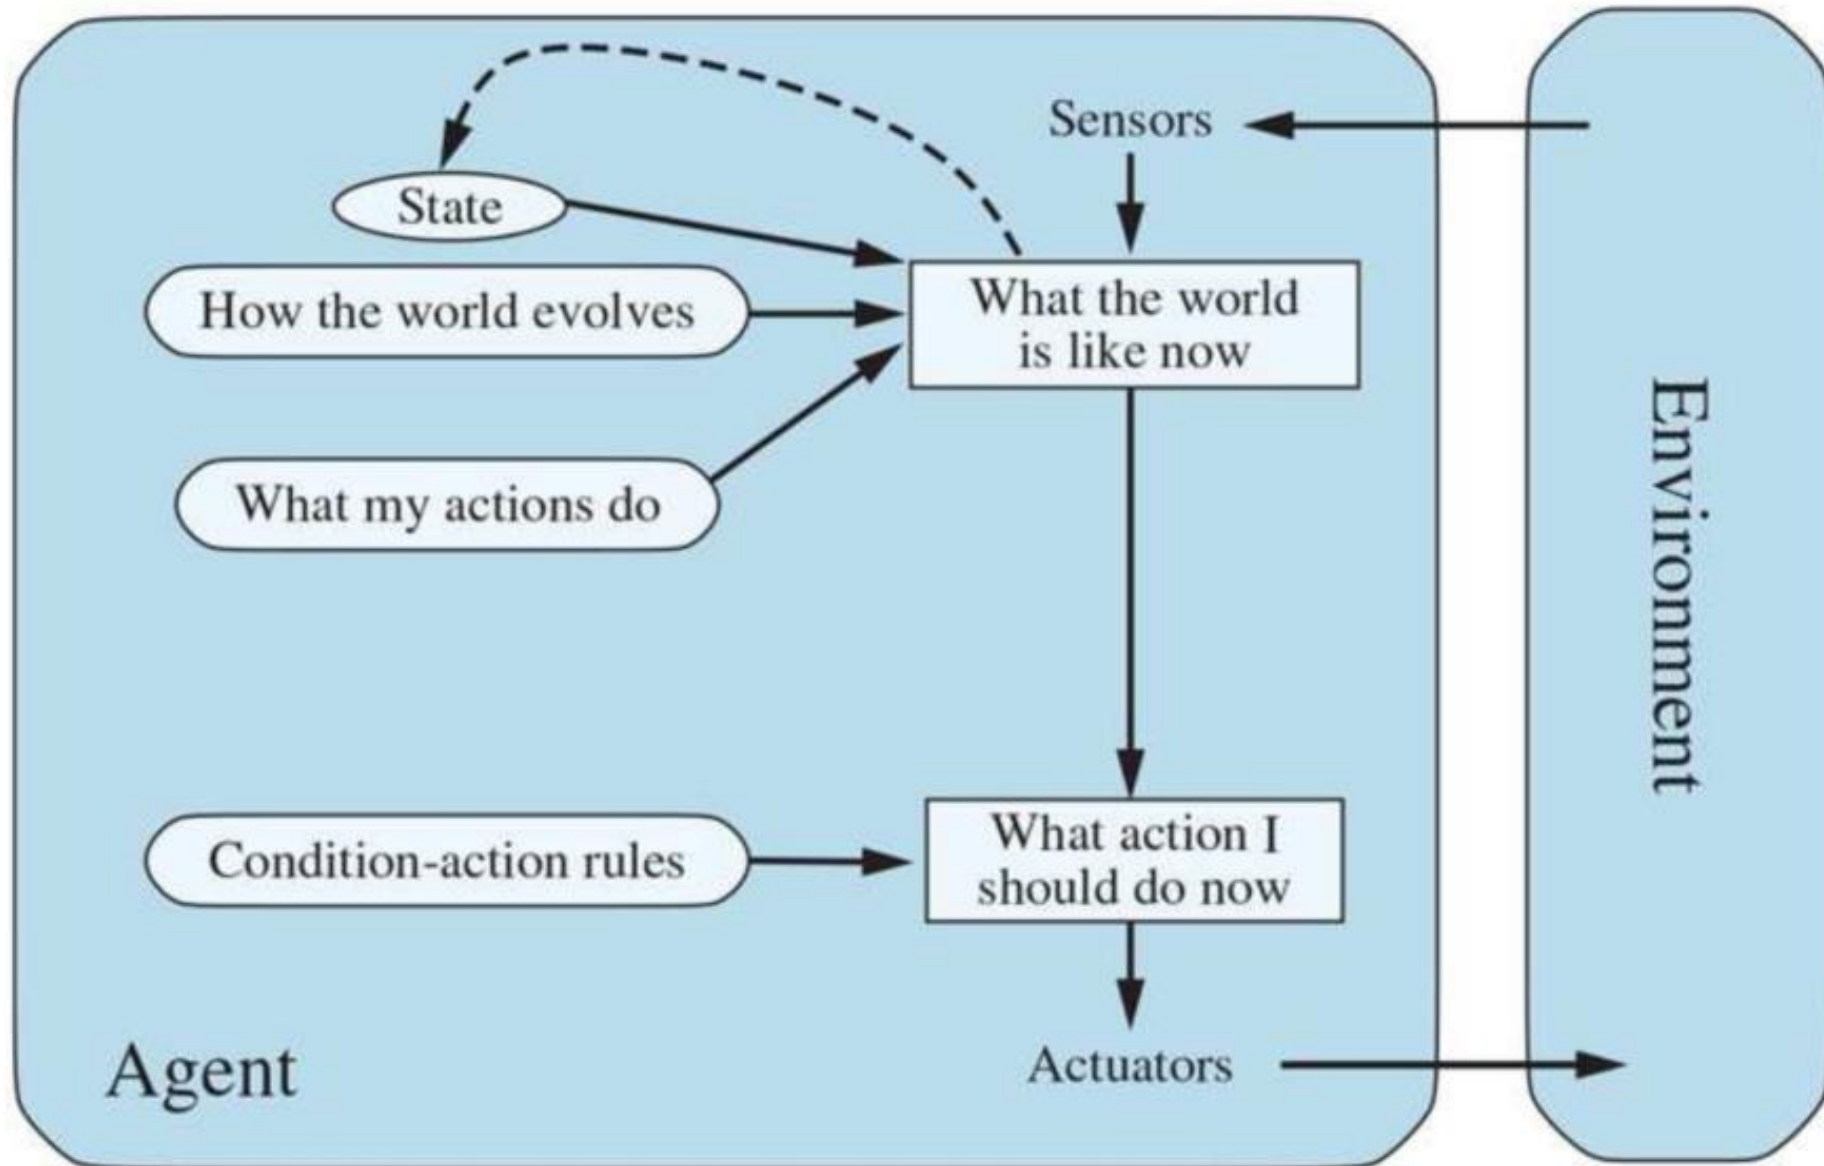 Sensors
State
How the world evolves
What the world
is like now
What my actions do
Environment
Condition-action rules
What action I
should do now
Agent
Actuators